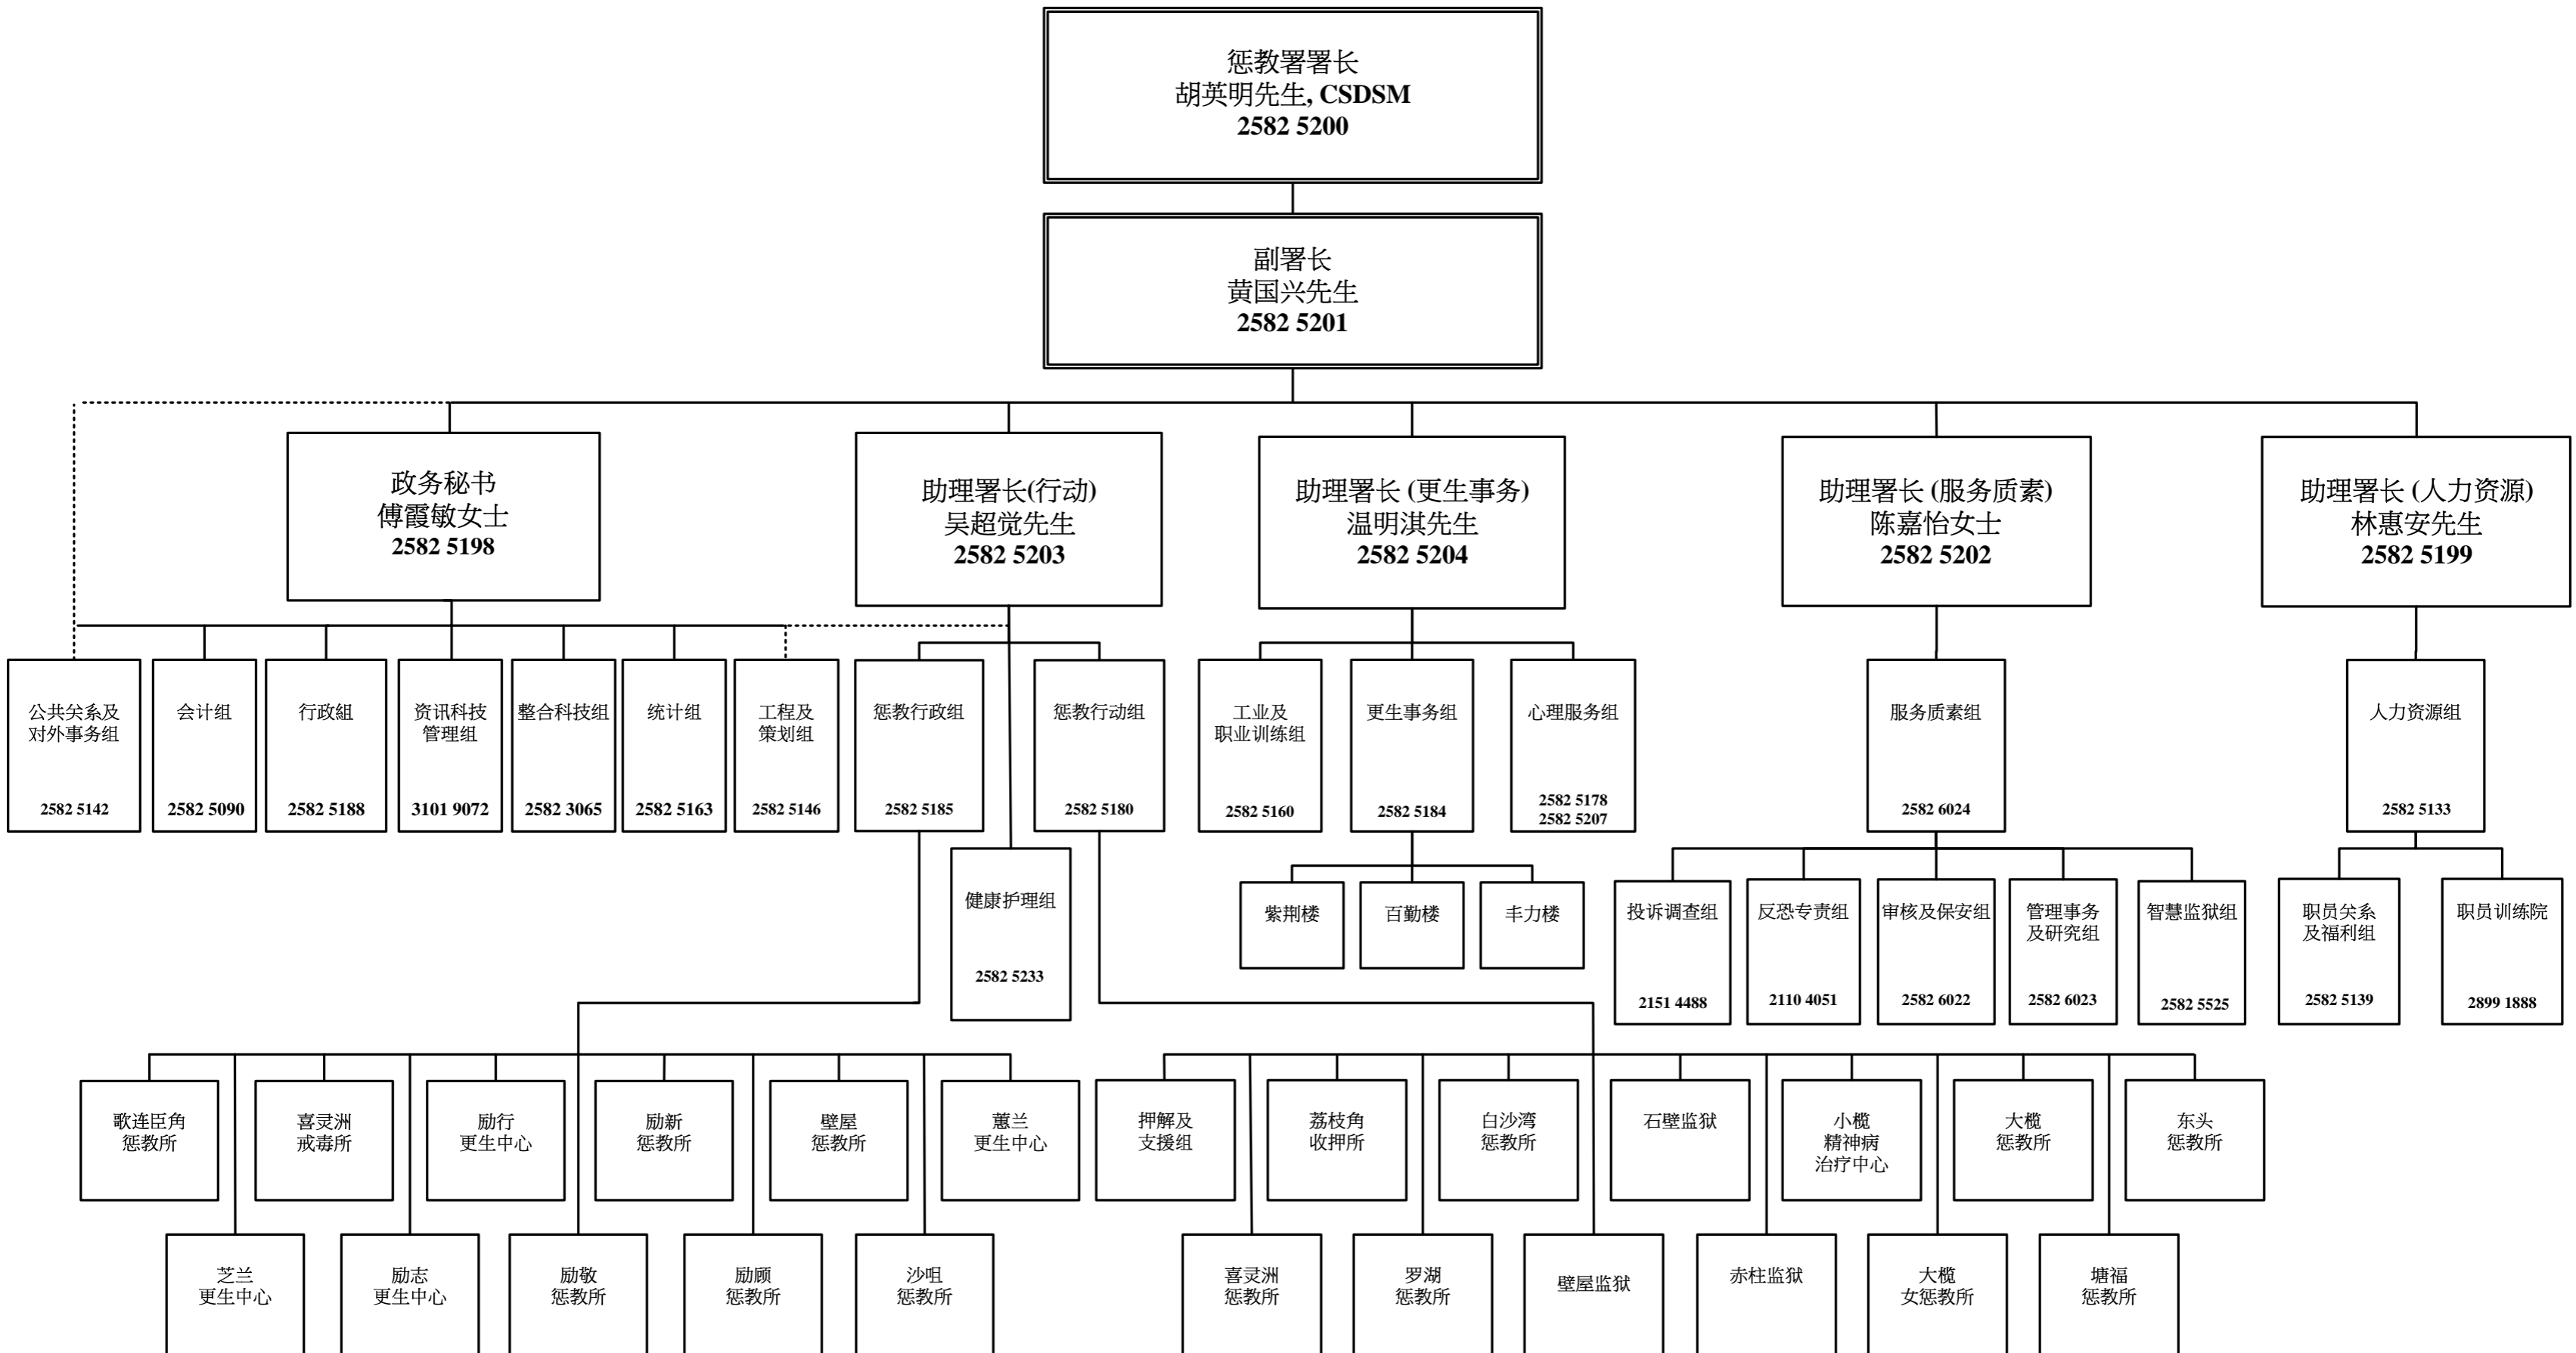 惩教署署长
胡英明先生, CSDSM
2582 5200
副署长
黄国兴先生
2582 5201
政务秘书
傅霞敏女士
2582 5198
助理署长(行动)
吴超觉先生
2582 5203
助理署长 (更生事务)
温明淇先生
2582 5204
助理署长 (服务质素)
陈嘉怡女士
2582 5202
助理署长 (人力资源)
林惠安先生
2582 5199
公共关系及
对外事务组
2582 5142
会计组
2582 5090
行政組
2582 5188
资讯科技
管理组
3101 9072
整合科技组
2582 3065
统计组
2582 5163
工程及
策划组
2582 5146
惩教行政组
2582 5185
惩教行动组
2582 5180
工业及
职业训练组
2582 5160
更生事务组
2582 5184
心理服务组
2582 5178
2582 5207
服务质素组
2582 6024
人力资源组
2582 5133
健康护理组
2582 5233
紫荆楼
百勤楼
丰力楼
投诉调查组
2151 4488
反恐专责组
2110 4051
审核及保安组
2582 6022
管理事务
及研究组
2582 6023
智慧监狱组
2582 5525
职员关系
及福利组
2582 5139
职员训练院
2899 1888
歌连臣角
惩教所
喜灵洲
戒毒所
励行
更生中心
励新
惩教所
壁屋
惩教所
蕙兰
更生中心
押解及
支援组
荔枝角
收押所
白沙湾
惩教所
石壁监狱
小榄
精神病
治疗中心
大榄
惩教所
东头
惩教所
芝兰
更生中心
励志
更生中心
励敬
惩教所
励顾
惩教所
沙咀
惩教所
喜灵洲
惩教所
罗湖
惩教所
壁屋监狱
赤柱监狱
大榄
女惩教所
塘福
惩教所